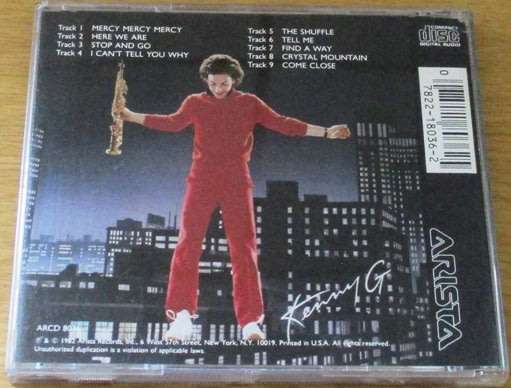 Track 1 MERCY MERCY MERCY
Track 2 HERE WE ARE
Track 3 STOP AND GO
Track 4 I CAN'T TELL YOU WHY
Track 5 THE SHUFFLE
Track 6 TELL ME
Track 7 FIND A WAY
Track 8 CRYSTAL MOUNTAIN
Track 9 COME CLOSE
COMPACT
disc
DIGITAL AUDIO
0
7822-18036-2
ARISTA
Kenny G
ARCD 8036
℗ & © 1982 Arista Records, Inc., 6 West 57th Street, New York, N.Y. 10019. Printed in U.S.A. All rights reserved.
Unauthorized duplication is a violation of applicable laws.